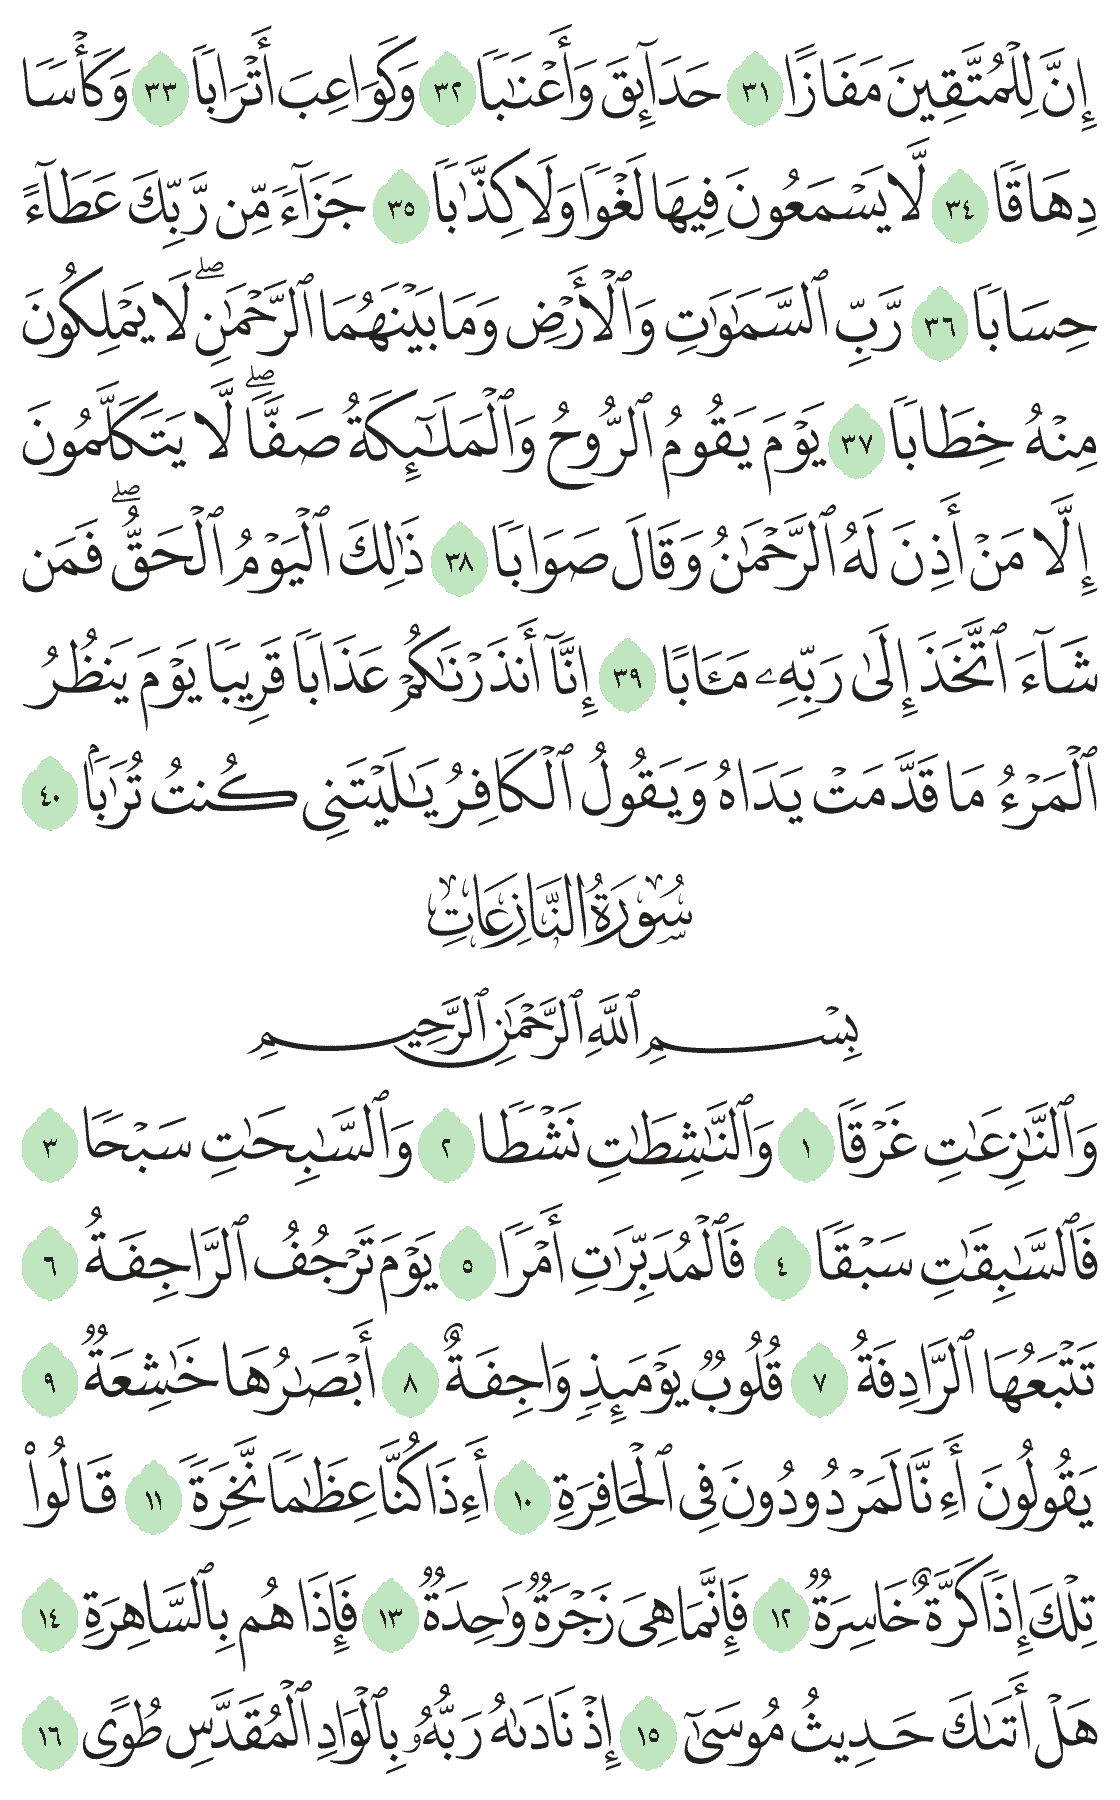 إِنَّ لِلْمُتَّقِينَ مَفَازًا ٣١ حَدَآئِقَ وَأَعْنَٰبًا ٣٢ وَكَوَاعِبَ أَتْرَابًا ٣٣ وَكَأْسًا
دِهَاقًا ٣٤ لَّا يَسْمَعُونَ فِيهَا لَغْوًا وَلَا كِذَّٰبًا ٣٥ جَزَآءً مِّن رَّبِّكَ عَطَآءً
حِسَابًا ٣٦ رَّبِّ ٱلسَّمَٰوَٰتِ وَٱلْأَرْضِ وَمَا بَيْنَهُمَا ٱلرَّحْمَٰنِۖ لَا يَمْلِكُونَ
مِنْهُ خِطَابًا ٣٧ يَوْمَ يَقُومُ ٱلرُّوحُ وَٱلْمَلَٰٓئِكَةُ صَفًّاۖ لَّا يَتَكَلَّمُونَ
إِلَّا مَنْ أَذِنَ لَهُ ٱلرَّحْمَٰنُ وَقَالَ صَوَابًا ٣٨ ذَٰلِكَ ٱلْيَوْمُ ٱلْحَقُّۖ فَمَن
شَآءَ ٱتَّخَذَ إِلَىٰ رَبِّهِۦ مَـَٔابًا ٣٩ إِنَّآ أَنذَرْنَٰكُمْ عَذَابًا قَرِيبًا يَوْمَ يَنظُرُ
ٱلْمَرْءُ مَا قَدَّمَتْ يَدَاهُ وَيَقُولُ ٱلْكَافِرُ يَٰلَيْتَنِى كُنتُ تُرَٰبًۢا ٤٠
سُورَةُ النَّازِعَاتِ
بِسْمِ ٱللَّهِ ٱلرَّحْمَٰنِ ٱلرَّحِيمِ
وَٱلنَّٰزِعَٰتِ غَرْقًا ١ وَٱلنَّٰشِطَٰتِ نَشْطًا ٢ وَٱلسَّٰبِحَٰتِ سَبْحًا ٣
فَٱلسَّٰبِقَٰتِ سَبْقًا ٤ فَٱلْمُدَبِّرَٰتِ أَمْرًا ٥ يَوْمَ تَرْجُفُ ٱلرَّاجِفَةُ ٦
تَتْبَعُهَا ٱلرَّادِفَةُ ٧ قُلُوبٌ يَوْمَئِذٍ وَاجِفَةٌ ٨ أَبْصَٰرُهَا خَٰشِعَةٌ ٩
يَقُولُونَ أَءِنَّا لَمَرْدُودُونَ فِى ٱلْحَافِرَةِ ١٠ أَءِذَا كُنَّا عِظَٰمًا نَّخِرَةً ١١ قَالُوا۟
تِلْكَ إِذًا كَرَّةٌ خَاسِرَةٌ ١٢ فَإِنَّمَا هِىَ زَجْرَةٌ وَٰحِدَةٌ ١٣ فَإِذَا هُم بِٱلسَّاهِرَةِ ١٤
هَلْ أَتَىٰكَ حَدِيثُ مُوسَىٰٓ ١٥ إِذْ نَادَىٰهُ رَبُّهُۥ بِٱلْوَادِ ٱلْمُقَدَّسِ طُوًى ١٦